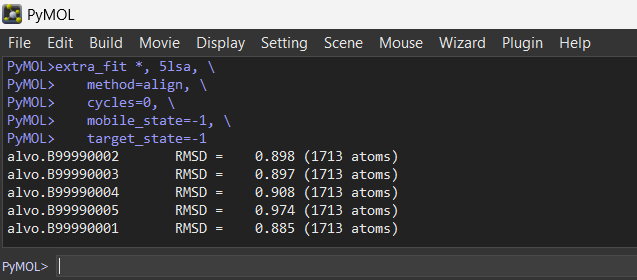 PyMOL
File Edit Build Movie Display Setting Scene Mouse Wizard Plugin Help
PyMOL>extra_fit *, 5lsa, \
PyMOL>    method=align, \
PyMOL>    cycles=0, \
PyMOL>    mobile_state=-1, \
PyMOL>    target_state=-1
alvo.B99990002       RMSD =    0.898 (1713 atoms)
alvo.B99990003       RMSD =    0.897 (1713 atoms)
alvo.B99990004       RMSD =    0.908 (1713 atoms)
alvo.B99990005       RMSD =    0.974 (1713 atoms)
alvo.B99990001       RMSD =    0.885 (1713 atoms)
PyMOL>